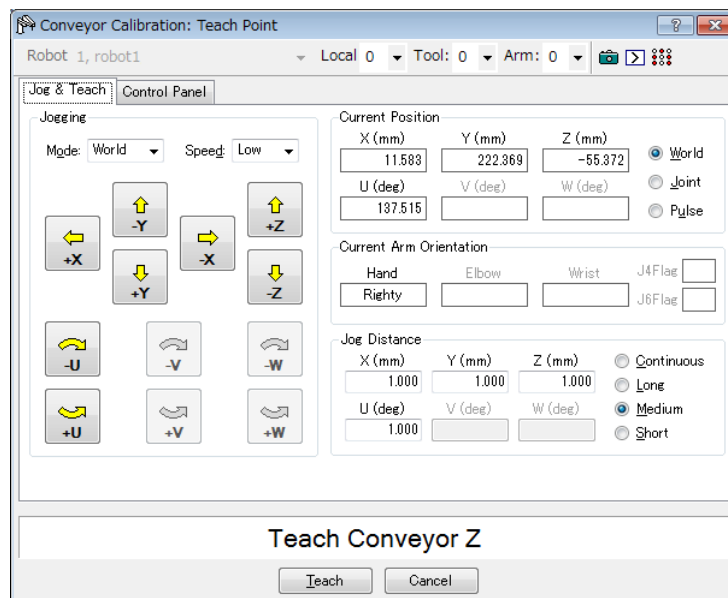 Conveyor Calibration: Teach Point
Robot 1, robot1 Local 0 Tool: 0 Arm: 0
Jog & Teach Control Panel
Jogging
Mode: World Speed: Low
-Y
+Z
+X
-X
+Y
-Z
-U -V -W
+U +V +W
Current Position
X (mm) Y (mm) Z (mm)
11.583 222.369 -55.372
U (deg) V (deg) W (deg)
137.515
World
Joint
Pulse
Current Arm Orientation
Hand Elbow Wrist J4Flag
Righty J6Flag
Jog Distance
X (mm) Y (mm) Z (mm)
1.000 1.000 1.000
U (deg) V (deg) W (deg)
1.000
Continuous
Long
Medium
Short
Teach Conveyor Z
Teach Cancel